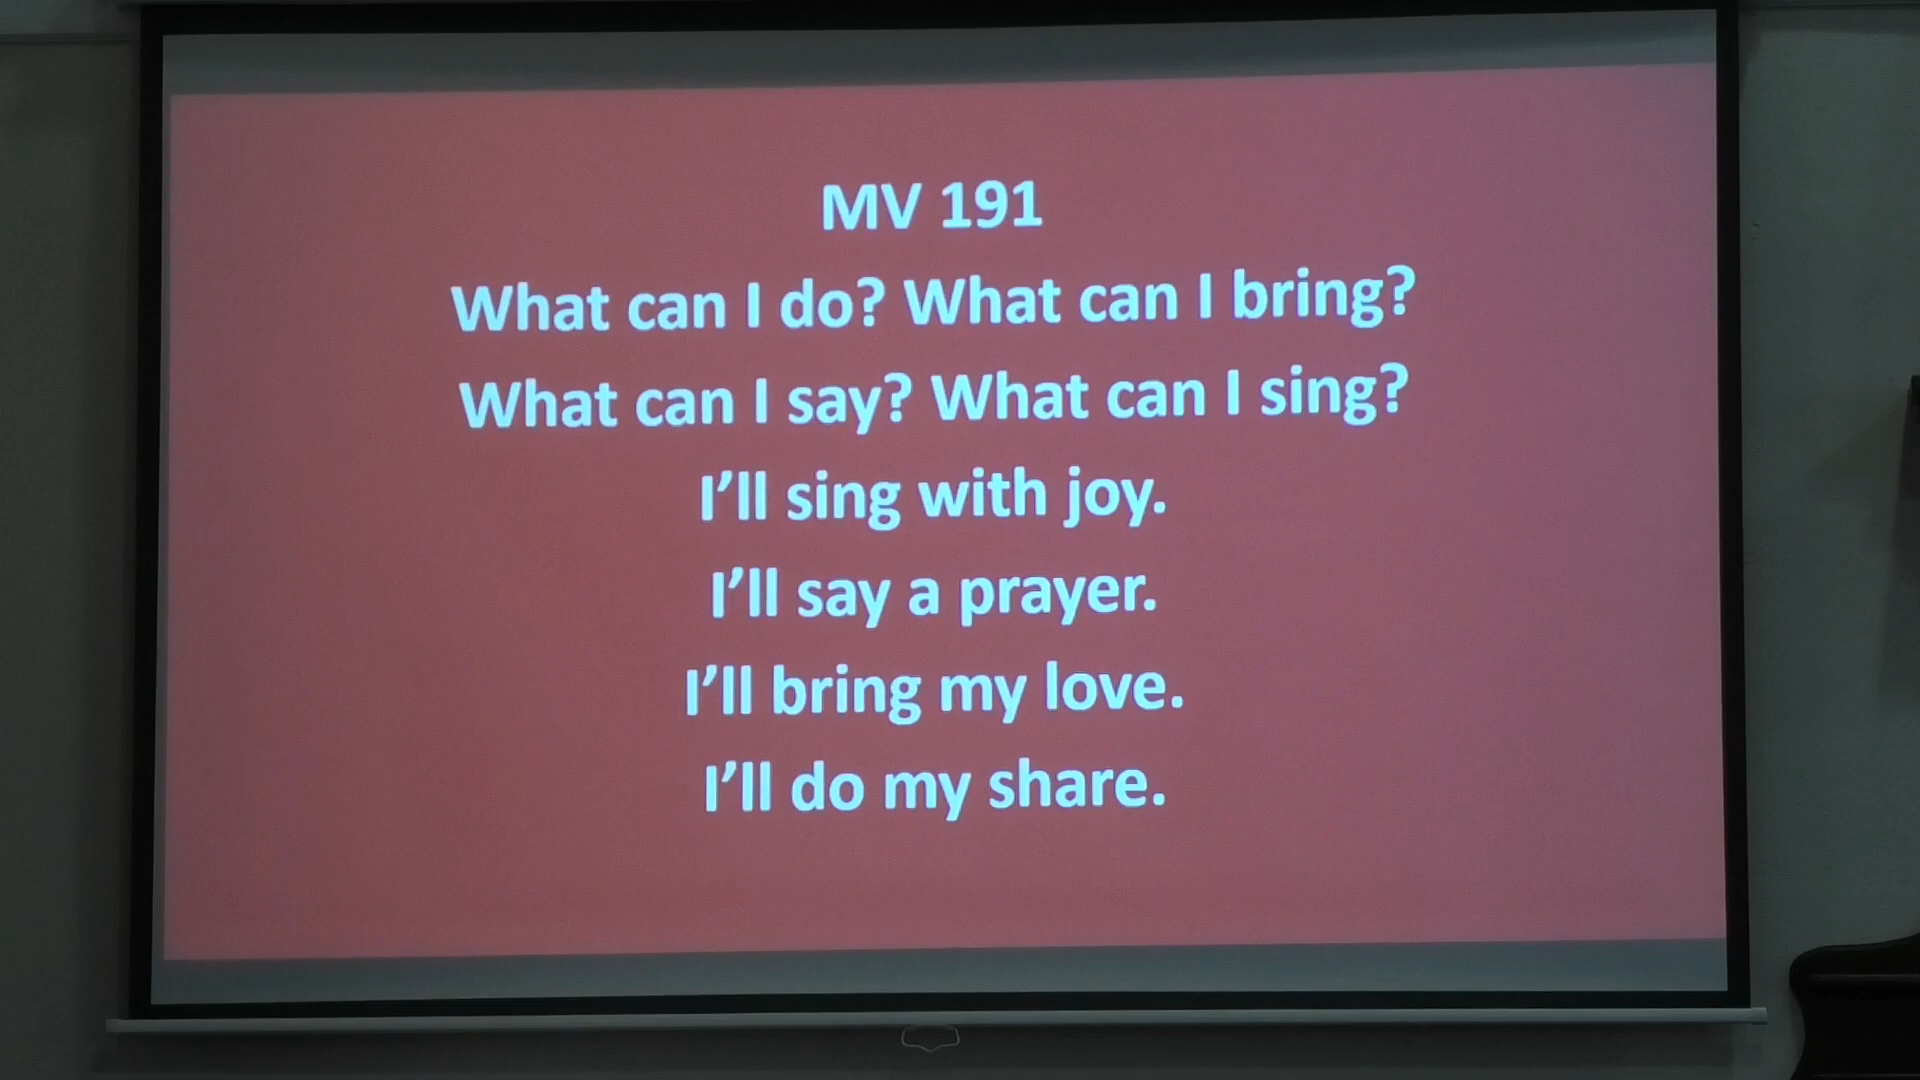 MV 191
What can I do? What can I bring?
What can I say? What can I sing?
I’ll sing with joy.
I’ll say a prayer.
I’ll bring my love.
I’ll do my share.